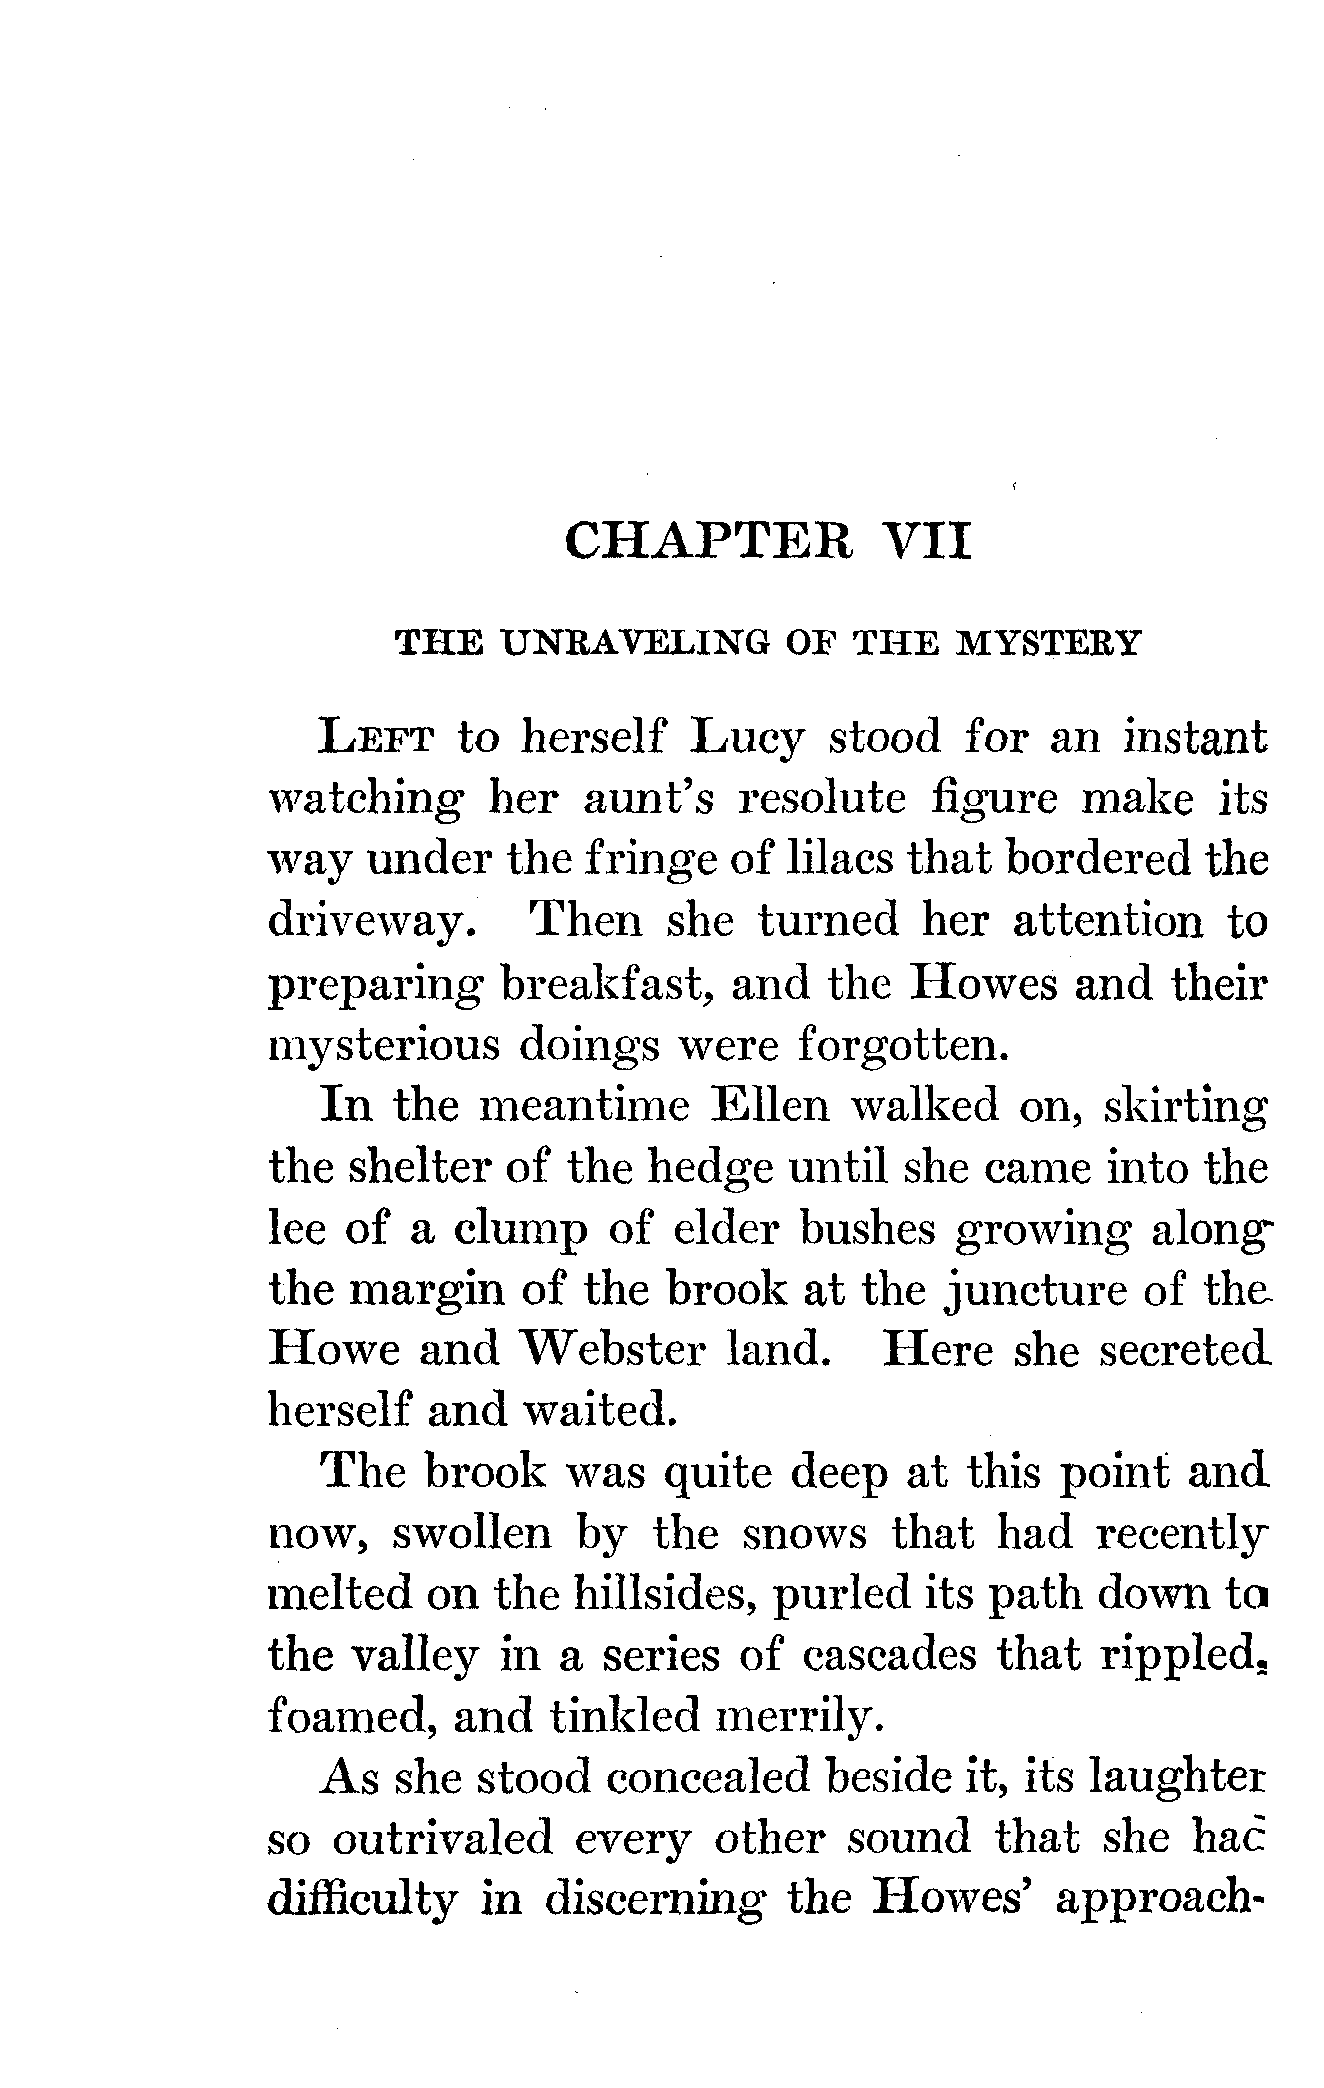 CHAPTER VII
THE UNRAVELING OF THE MYSTERY
LEFT to herself Lucy stood for an instant
watching her aunt's resolute figure make its
way under the fringe of lilacs that bordered the
driveway. Then she turned her attention to
preparing breakfast, and the Howes and their
mysterious doings were forgotten.
In the meantime Ellen walked on, skirting
the shelter of the hedge until she came into the
lee of a clump of elder bushes growing along
the margin of the brook at the juncture of the
Howe and Webster land. Here she secreted
herself and waited.
The brook was quite deep at this point and
now, swollen by the snows that had recently
melted on the hillsides, purled its path down to
the valley in a series of cascades that rippled,
foamed, and tinkled merrily.
As she stood concealed beside it, its laughter
so outrivaled every other sound that she had
difficulty in discerning the Howes' approach-